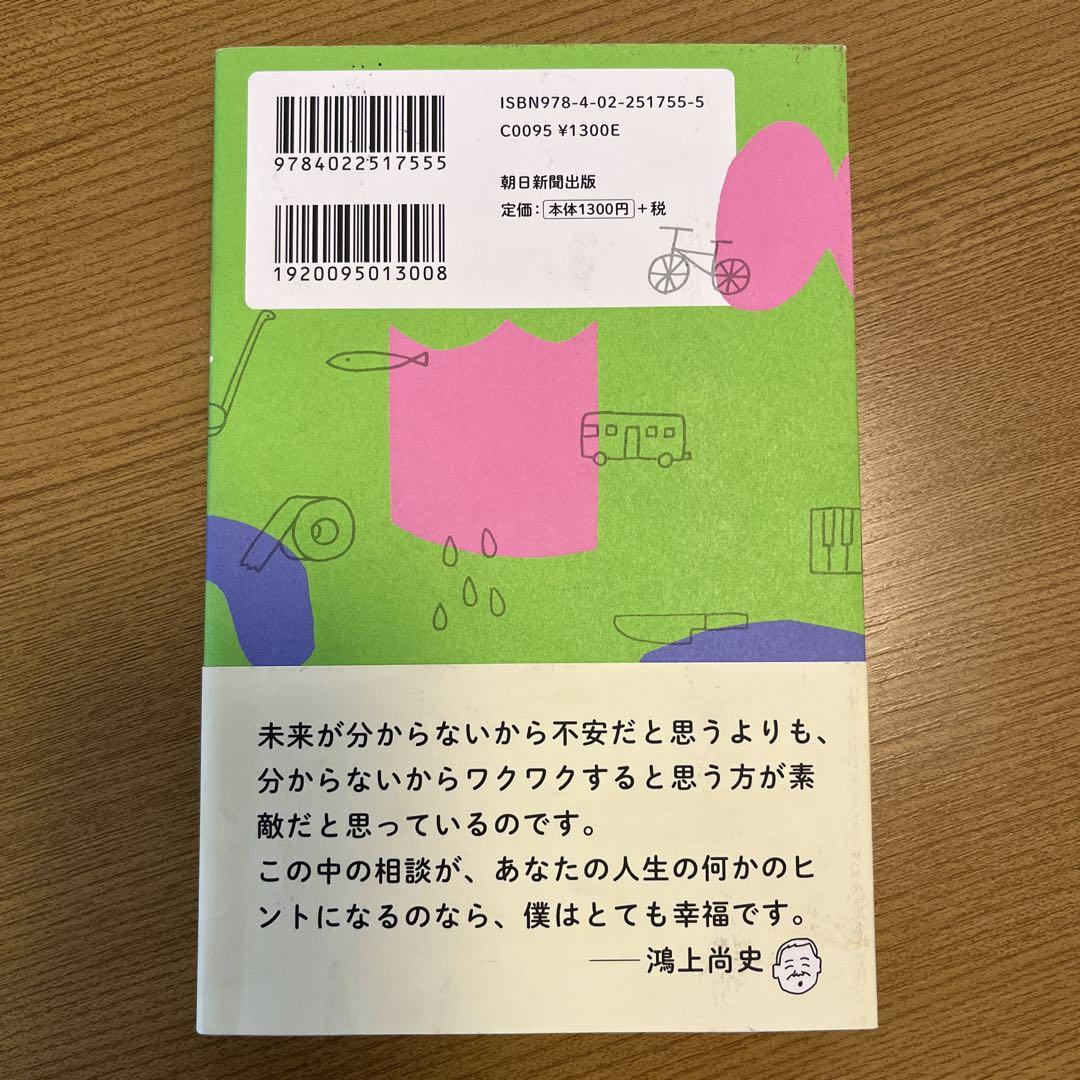 9784022517555
1920095013008
ISBN978-4-02-251755-5
C0095 ¥1300E
朝日新聞出版
定価：本体1300円＋税
未来が分からないから不安だと思うよりも、
分からないからワクワクすると思う方が素
敵だと思っているのです。
この中の相談が、あなたの人生の何かのヒ
ントになるのなら、僕はとても幸福です。
——鴻上尚史